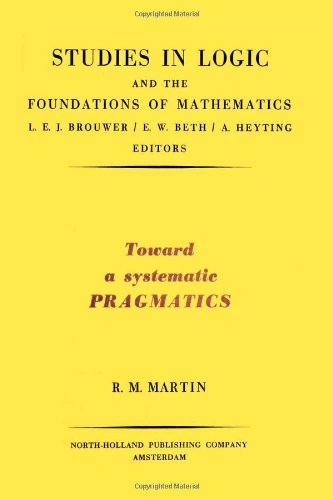 STUDIES IN LOGIC
AND THE
FOUNDATIONS OF MATHEMATICS
L. E. J. BROUWER / E. W. BETH / A. HEYTING
EDITORS
Toward
a systematic
PRAGMATICS
R. M. MARTIN
NORTH-HOLLAND PUBLISHING COMPANY
AMSTERDAM